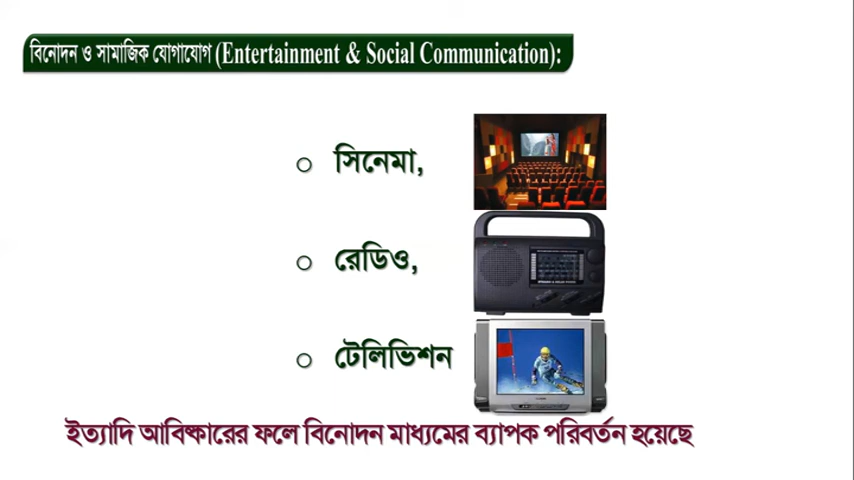 বিনোদন ও সামাজিক যোগাযোগ (Entertainment & Social Communication):
সিনেমা,
রেডিও,
টেলিভিশন
ইত্যাদি আবিষ্কারের ফলে বিনোদন মাধ্যমের ব্যাপক পরিবর্তন হয়েছে